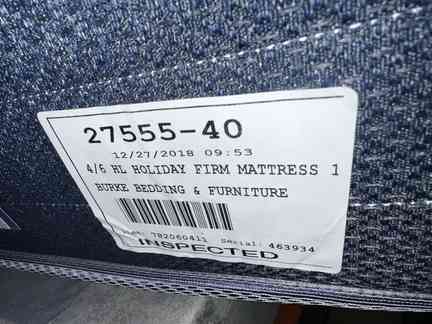 27555-40
12/27/2018 09:53
4/6 HL HOLIDAY FIRM MATTRESS 1
BURKE BEDDING & FURNITURE
782060411 Serial: 463934
INSPECTED